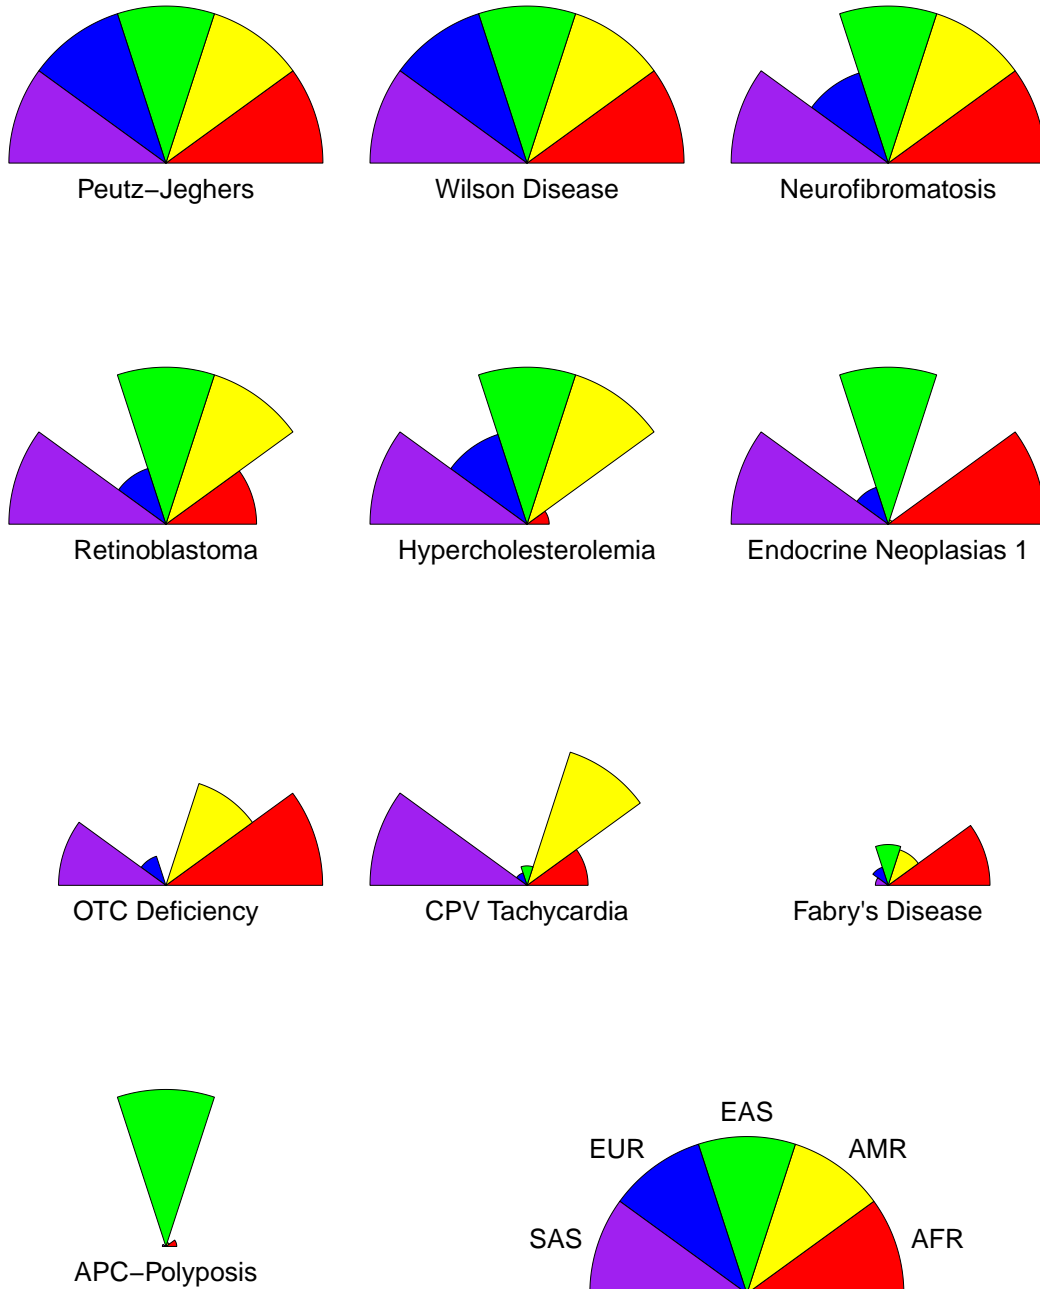 Peutz−Jeghers
Wilson Disease
Neurofibromatosis
Retinoblastoma
Hypercholesterolemia
Endocrine Neoplasias 1
OTC Deficiency
CPV Tachycardia
Fabry's Disease
APC−Polyposis
EAS
EUR
AMR
SAS
AFR